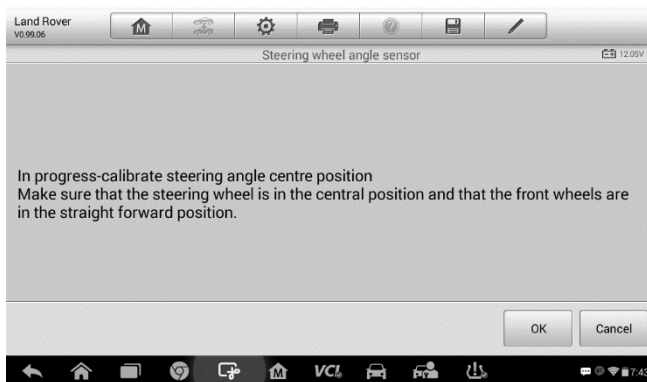 Land Rover
V0.99.06
M
?
Steering wheel angle sensor
12.05V
In progress-calibrate steering angle centre position
Make sure that the steering wheel is in the central position and that the front wheels are
in the straight forward position.
OK
Cancel
M
VCI
7:43